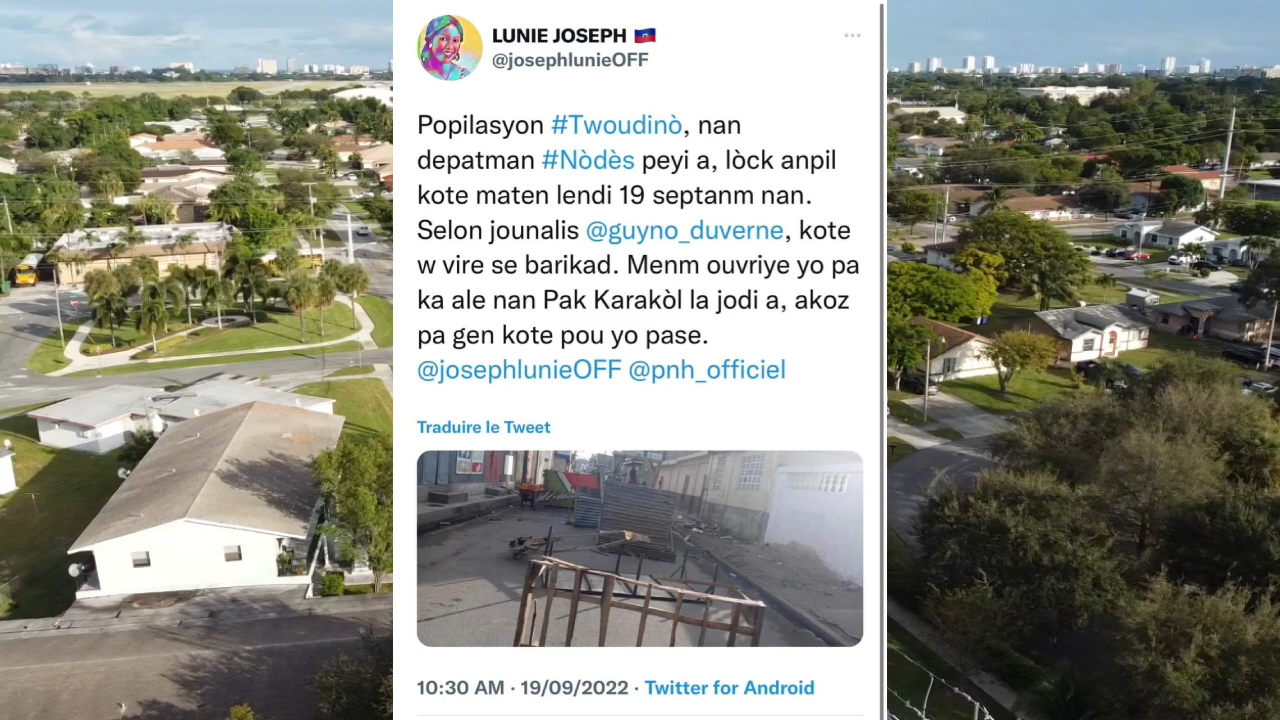 LUNIE JOSEPH 🇭🇹
@josephlunieOFF
Popilasyon #Twoudinò, nan
depatman #Nòdès peyi a, lòck anpil
kote maten lendi 19 septanm nan.
Selon jounalis @guyno_duverne, kote
w vire se barikad. Menm ouvriye yo pa
ka ale nan Pak Karakòl la jodi a, akoz
pa gen kote pou yo pase.
@josephlunieOFF @pnh_officiel
Traduire le Tweet
10:30 AM · 19/09/2022 · Twitter for Android